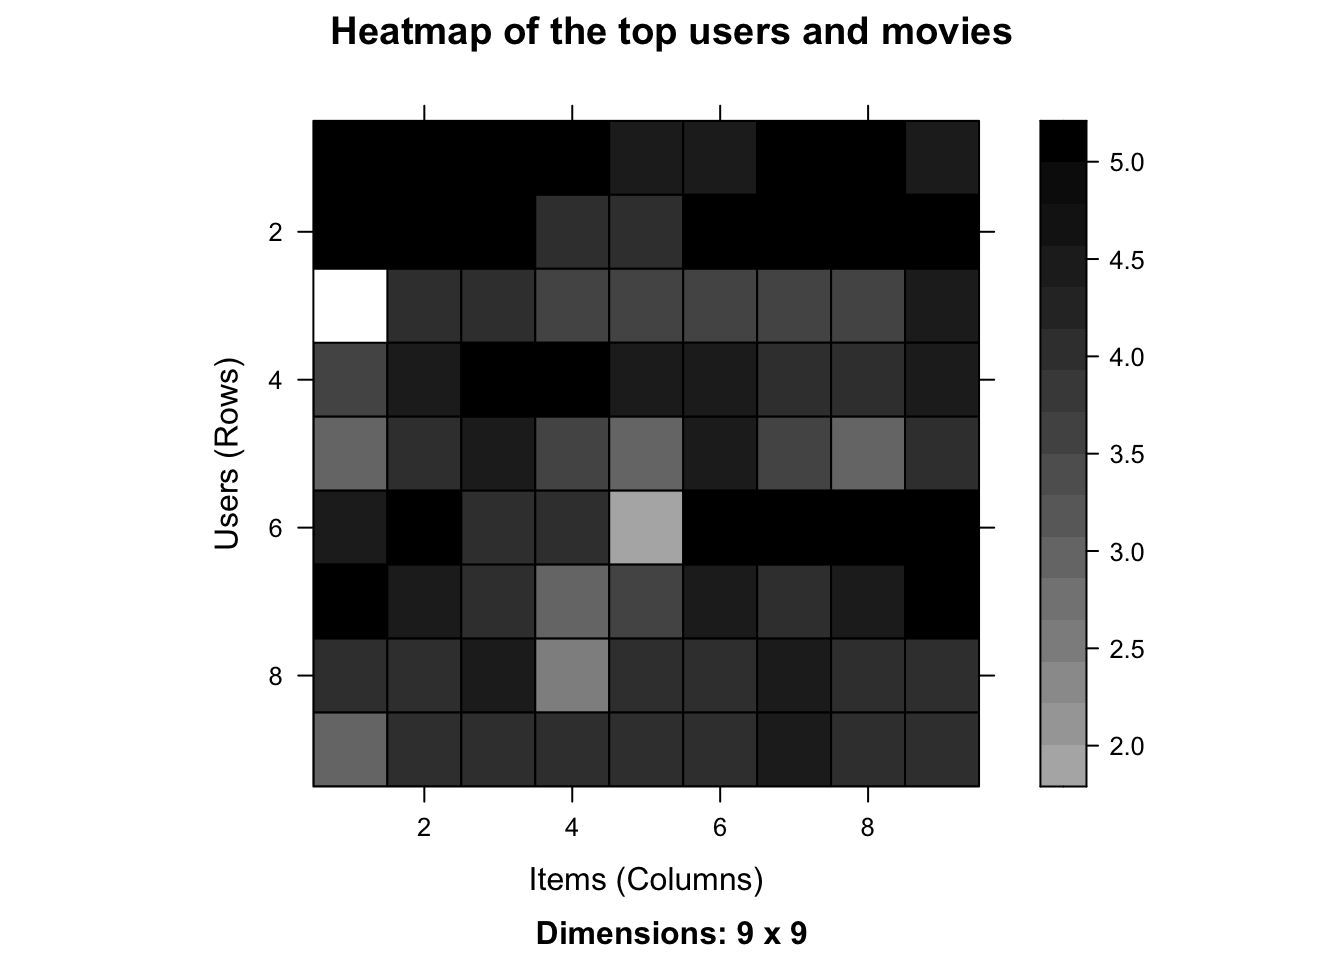 Heatmap of the top users and movies
5.0
2
4.5
4.0
4
Users (Rows)
3.5
6
3.0
2.5
8
2.0
2 4 6 8
Items (Columns)
Dimensions: 9 x 9